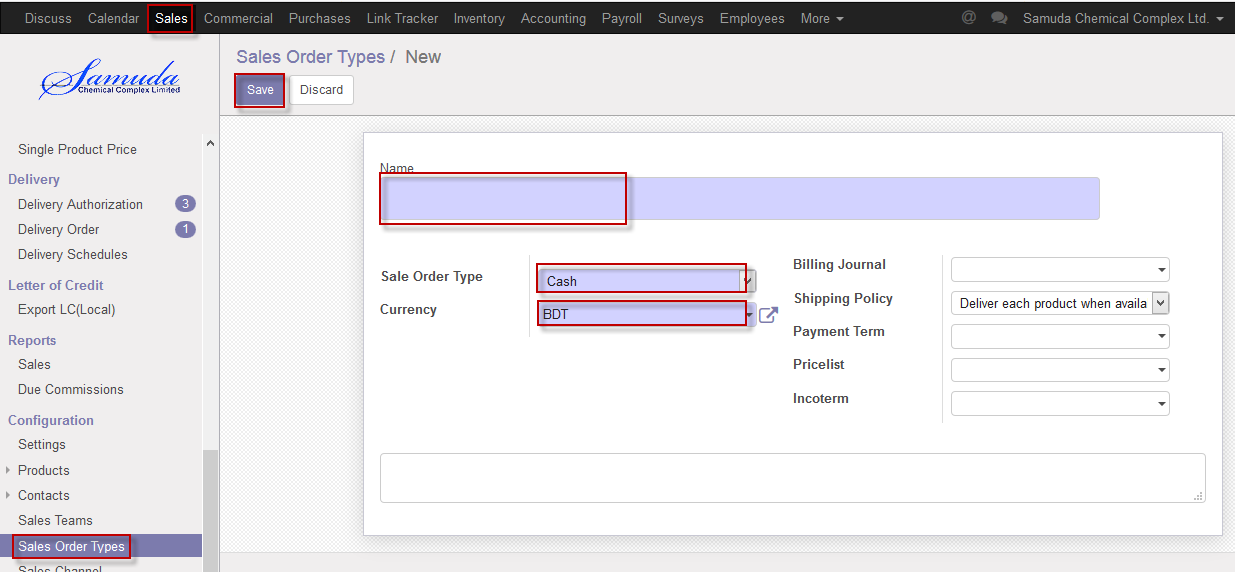 Discuss Calendar Sales Commercial Purchases Link Tracker Inventory Accounting Payroll Surveys Employees More @ Samuda Chemical Complex Ltd.
Samuda
Chemical Complex Limited
Single Product Price
Delivery
Delivery Authorization 3
Delivery Order 1
Delivery Schedules
Letter of Credit
Export LC(Local)
Reports
Sales
Due Commissions
Configuration
Settings
Products
Contacts
Sales Teams
Sales Order Types
Sales Channel
Sales Order Types / New
Save Discard
Name
Sale Order Type Cash
Currency BDT
Billing Journal
Shipping Policy Deliver each product when availa
Payment Term
Pricelist
Incoterm